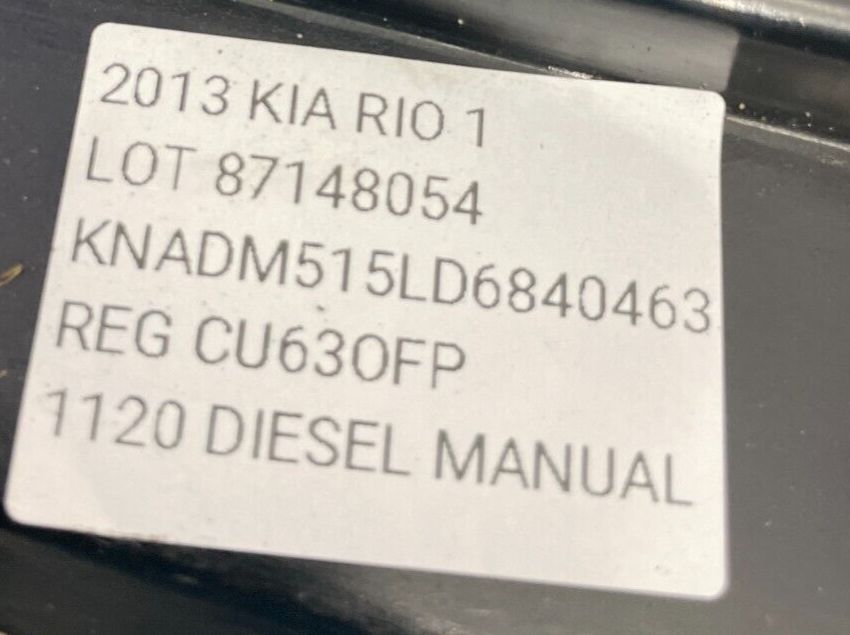 2013 KIA RIO 1
LOT 87148054
KNADM515LD6840463
REG CU63OFP
1120 DIESEL MANUAL